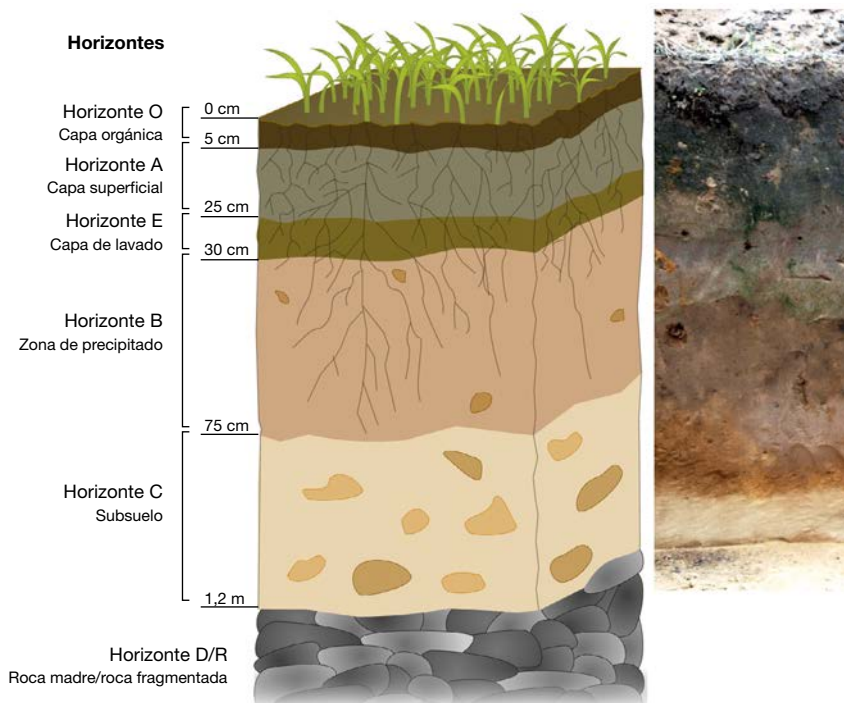 Horizontes
Horizonte O
Capa orgánica
0 cm
5 cm
Horizonte A
Capa superficial
25 cm
Horizonte E
Capa de lavado
30 cm
Horizonte B
Zona de precipitado
75 cm
Horizonte C
Subsuelo
1,2 m
Horizonte D/R
Roca madre/roca fragmentada